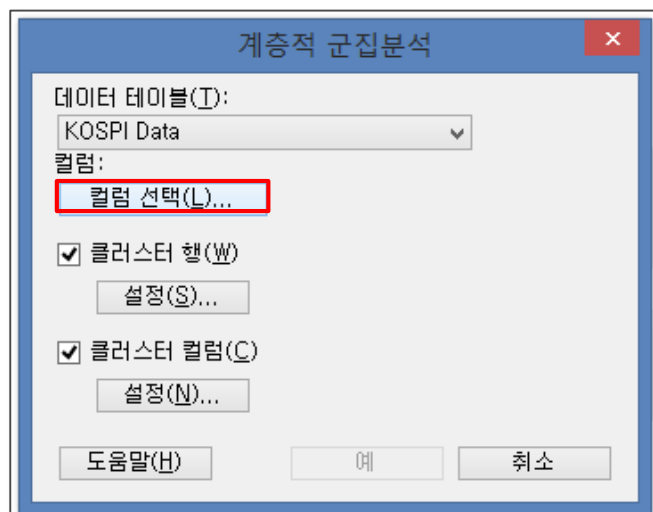 계층적 군집분석
데이터 테이블(T):
KOSPI Data
컬럼:
컬럼 선택(L)...
클러스터 행(W)
설정(S)...
클러스터 컬럼(C)
설정(N)...
도움말(H) 예 취소